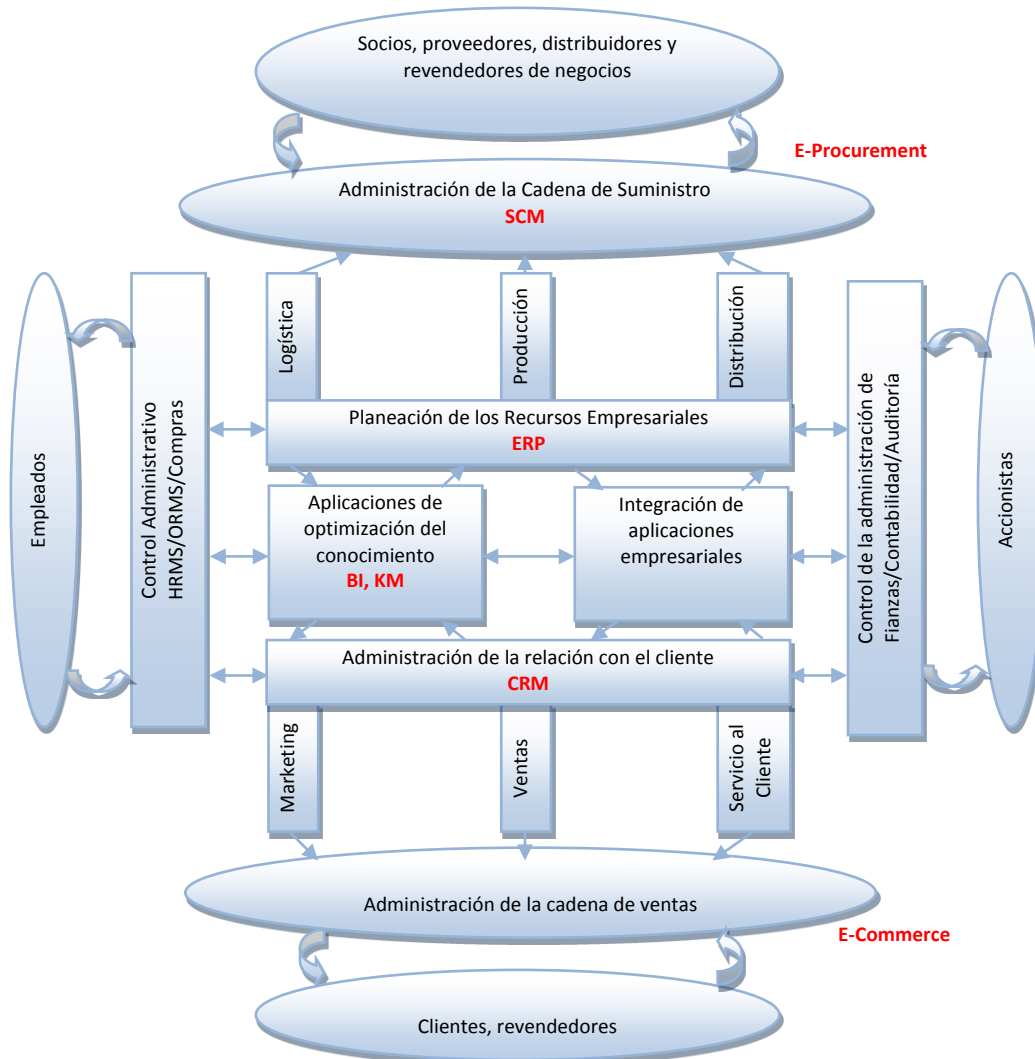 Socios, proveedores, distribuidores y
revendedores de negocios
E-Procurement
Administración de la Cadena de Suministro
SCM
Logística
Producción
Distribución
Empleados
Control Administrativo
HRMS/ORMS/Compras
Planeación de los Recursos Empresariales
ERP
Control de la administración de
Fianzas/Contabilidad/Auditoría
Accionistas
Aplicaciones de
optimización del
conocimiento
BI, KM
Integración de
aplicaciones
empresariales
Administración de la relación con el cliente
CRM
Marketing
Ventas
Servicio al
Cliente
Administración de la cadena de ventas
E-Commerce
Clientes, revendedores